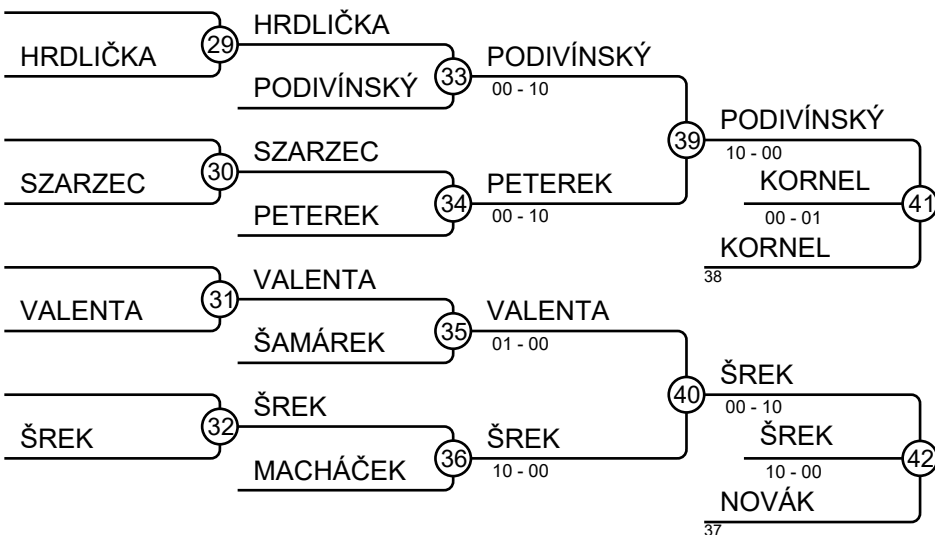 HRDLIČKA
29
HRDLIČKA
PODIVÍNSKÝ
33
PODIVÍNSKÝ
00 - 10
SZARZEC
30
SZARZEC
PETEREK
34
PETEREK
00 - 10
39
PODIVÍNSKÝ
10 - 00
KORNEL
00 - 01
41
KORNEL
38
VALENTA
31
VALENTA
ŠAMÁREK
35
VALENTA
01 - 00
ŠREK
32
ŠREK
MACHÁČEK
36
ŠREK
10 - 00
40
ŠREK
00 - 10
ŠREK
10 - 00
42
NOVÁK
37